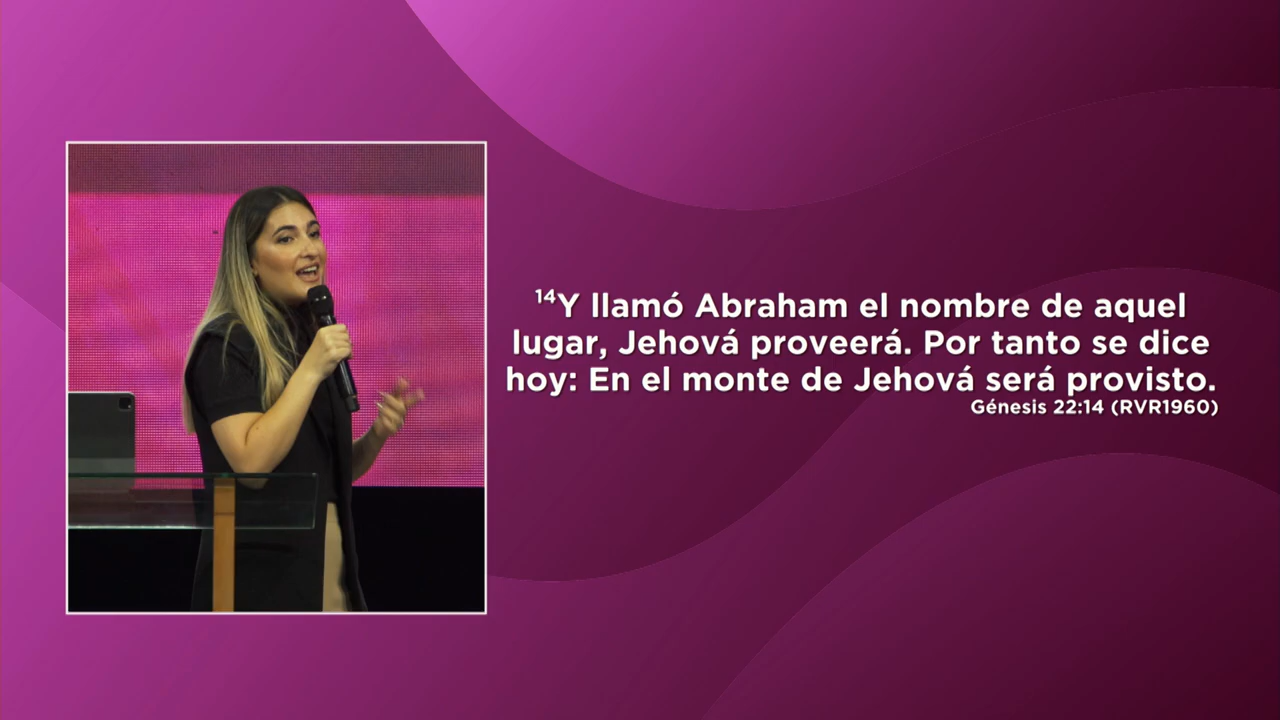 ¹⁴Y llamó Abraham el nombre de aquel
lugar, Jehová proveerá. Por tanto se dice
hoy: En el monte de Jehová será provisto.
Génesis 22:14 (RVR1960)